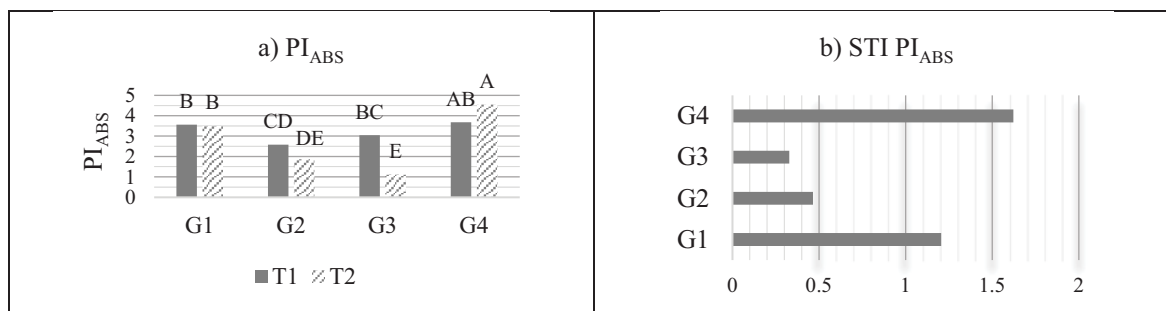 a) PI_ABS
PI_ABS
5
4
3
2
1
0
B
B
CD
DE
BC
E
AB
A
G1 G2 G3 G4
T1 T2
b) STI PI_ABS
G4
G3
G2
G1
0 0.5 1 1.5 2